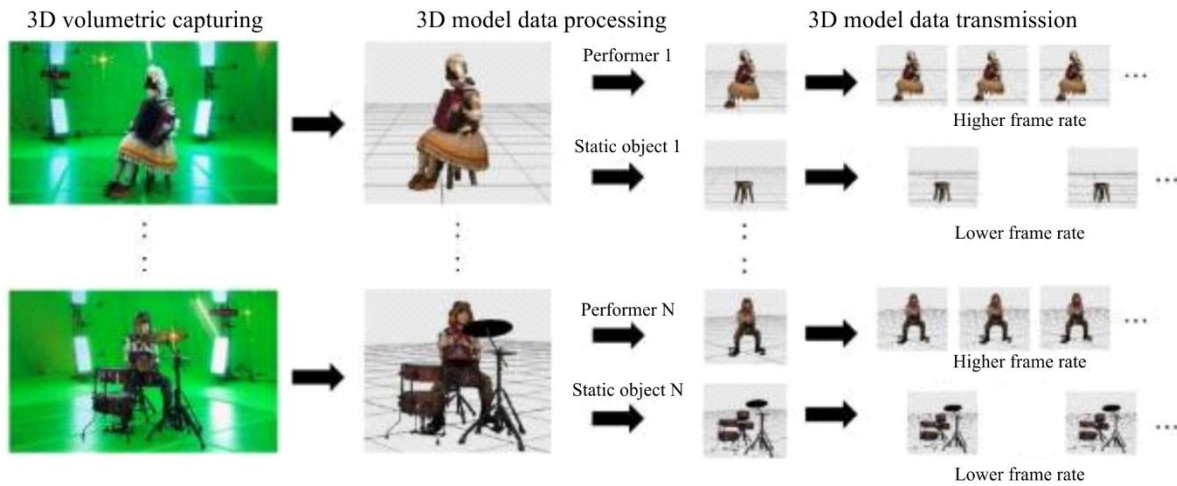 3D volumetric capturing
3D model data processing
3D model data transmission
Performer 1
Higher frame rate
Static object 1
Lower frame rate
Performer N
Higher frame rate
Static object N
Lower frame rate